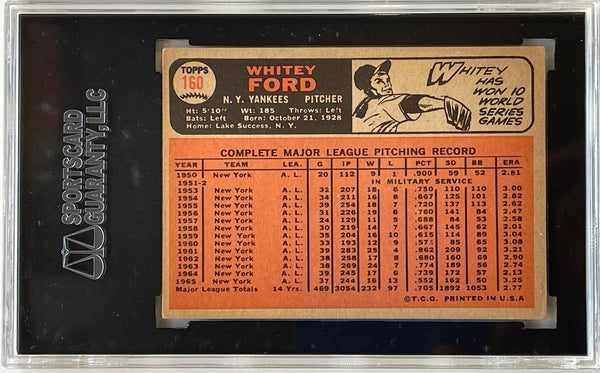 SPORTSCARD
GUARANTY, LLC
TOPPS
160
WHITEY
FORD
N. Y. YANKEES PITCHER
Ht: 5'10" Wt: 185 Throws: Left
Bats: Left Born: October 21, 1928
Home: Lake Success, N. Y.
WHITEY HAS
WON 10
WORLD
SERIES
GAMES
COMPLETE MAJOR LEAGUE PITCHING RECORD
YEAR TEAM LEA. G IP W L PCT SO BB ERA
1950 New York A. L. 20 112 9 1 .900 59 52 2.81
1951-2 IN MILITARY SERVICE
1953 New York A. L. 32 207 18 6 .750 110 110 3.00
1954 New York A. L. 34 211 16 8 .667 125 101 2.82
1955 New York A. L. 39 254 18 7 .720 137 113 2.62
1956 New York A. L. 31 226 19 6 .760 141 84 2.47
1957 New York A. L. 24 129 11 5 .688 84 53 2.58
1958 New York A. L. 30 219 14 7 .667 145 62 2.01
1959 New York A. L. 35 204 16 10 .615 114 89 3.04
1960 New York A. L. 33 193 12 9 .571 85 65 3.08
1961 New York A. L. 39 283 25 4 .862 209 92 3.21
1962 New York A. L. 38 258 17 8 .680 160 69 2.90
1963 New York A. L. 38 269 24 7 .774 189 56 2.74
1964 New York A. L. 39 245 17 6 .739 172 57 2.13
1965 New York A. L. 37 244 16 13 .552 162 50 3.25
Major League Totals 14 Yrs. 469 3054 232 97 .705 1892 1053 2.77
©T.C.G. PRINTED IN U.S.A